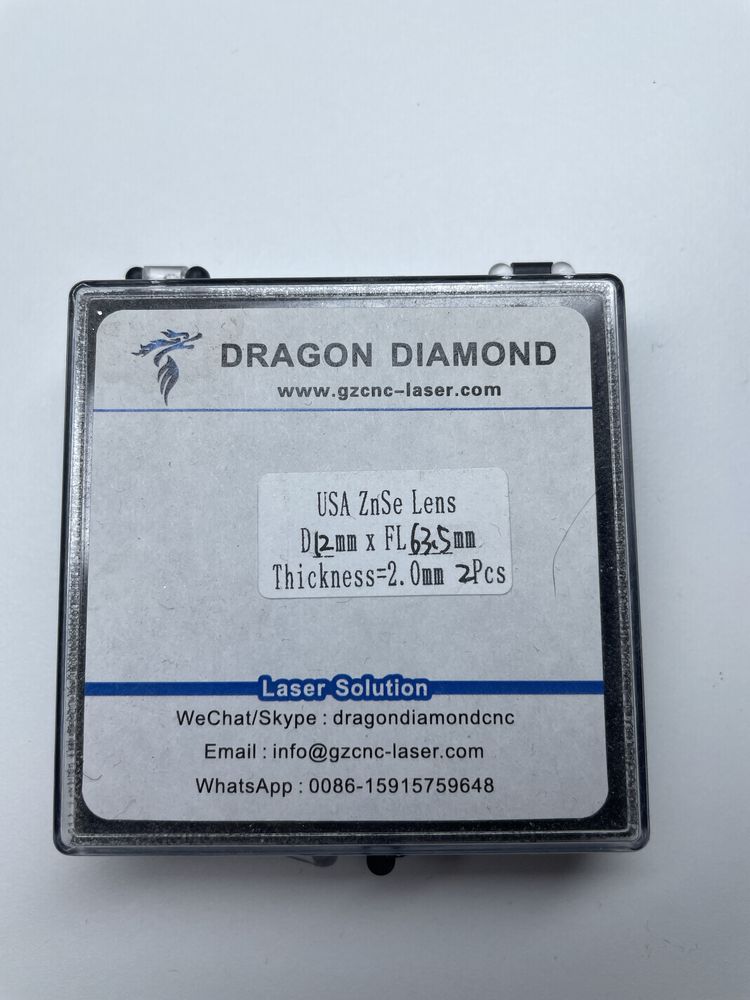 DRAGON DIAMOND
www.gzcnc-laser.com
USA ZnSe Lens
D12mm x FL63.5mm
Thickness=2.0mm 2Pcs
Laser Solution
WeChat/Skype : dragondiamondcnc
Email : info@gzcnc-laser.com
WhatsApp : 0086-15915759648